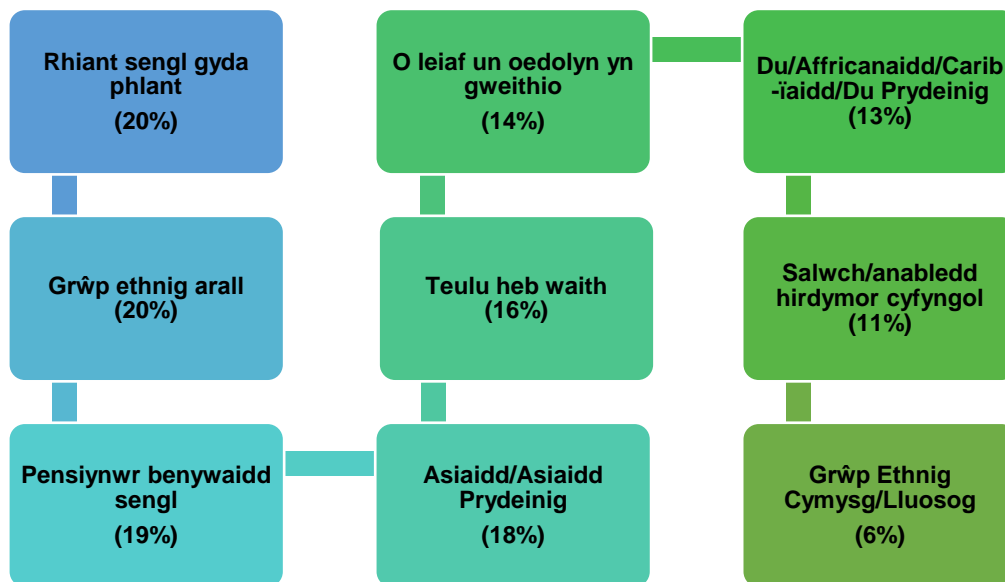 Rhiant sengl gyda
phlant
(20%)
Grŵp ethnig arall
(20%)
Pensiynwr benywaidd
sengl
(19%)
Asiaidd/Asiaidd
Prydeinig
(18%)
Teulu heb waith
(16%)
O leiaf un oedolyn yn
gweithio
(14%)
Du/Affricanaidd/Carib
-ïaidd/Du Prydeinig
(13%)
Salwch/anabledd
hirdymor cyfyngol
(11%)
Grŵp Ethnig
Cymysg/Lluosog
(6%)